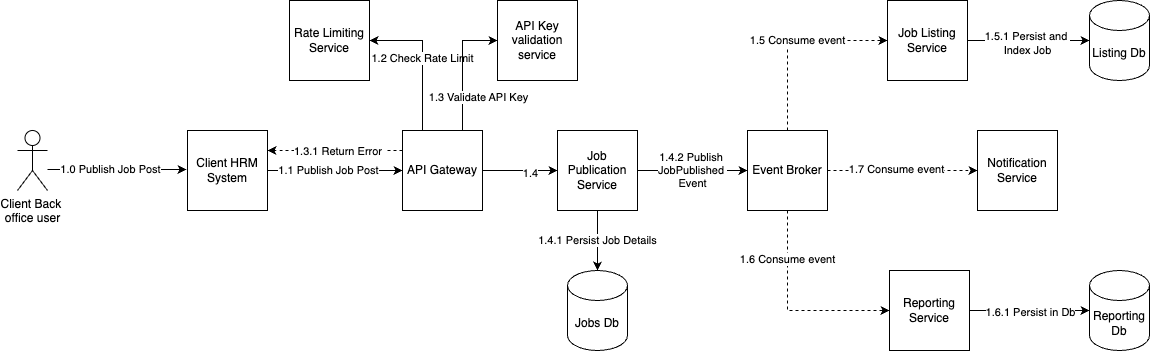 Rate Limiting
Service
API Key
validation
service
1.5 Consume event
Job Listing
Service
1.5.1 Persist and
Index Job
Listing Db
1.2 Check Rate Limit
1.3 Validate API Key
1.0 Publish Job Post
Client Back
office user
Client HRM
System
1.3.1 Return Error
1.1 Publish Job Post
API Gateway
1.4
Job
Publication
Service
1.4.2 Publish
JobPublished
Event
Event Broker
1.7 Consume event
Notification
Service
1.4.1 Persist Job Details
Jobs Db
1.6 Consume event
Reporting
Service
1.6.1 Persist in Db
Reporting
Db